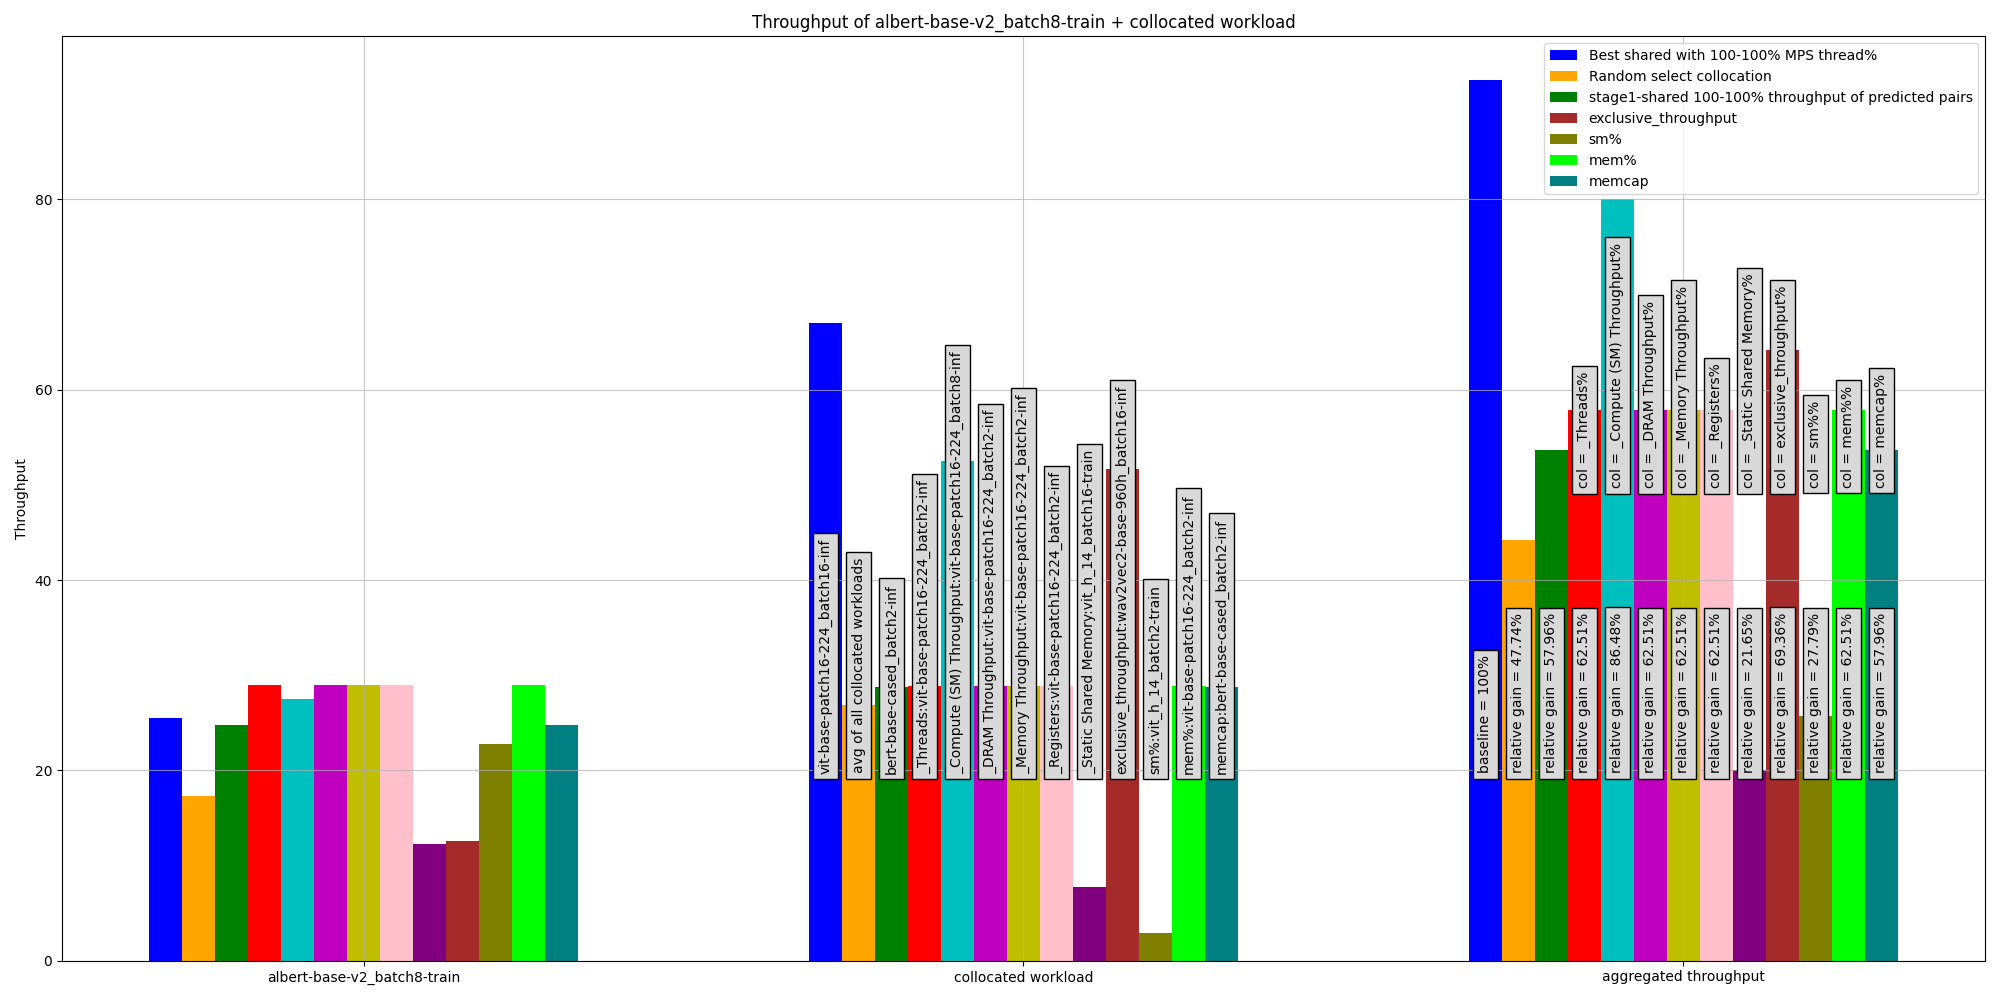 Throughput of albert-base-v2_batch8-train + collocated workload
Best shared with 100-100% MPS thread%
Random select collocation
stage1-shared 100-100% throughput of predicted pairs
exclusive_throughput
sm%
mem%
memcap
Throughput
80
60
40
20
0
vit-base-patch16-224_batch16-inf
avg of all collocated workloads
bert-base-cased_batch2-inf
_Threads:vit-base-patch16-224_batch2-inf
_Compute (SM) Throughput:vit-base-patch16-224_batch8-inf
_DRAM Throughput:vit-base-patch16-224_batch2-inf
_Memory Throughput:vit-base-patch16-224_batch2-inf
_Registers:vit-base-patch16-224_batch2-inf
_Static Shared Memory:vit_h_14_batch16-train
exclusive_throughput:wav2vec2-base-960h_batch16-inf
sm%:vit_h_14_batch2-train
mem%:vit-base-patch16-224_batch2-inf
memcap:bert-base-cased_batch2-inf
col = _Threads%
col = _Compute (SM) Throughput%
col = _DRAM Throughput%
col = _Memory Throughput%
col = _Registers%
col = _Static Shared Memory%
col = exclusive_throughput%
col = sm%%
col = mem%%
col = memcap%
baseline = 100%
relative gain = 47.74%
relative gain = 57.96%
relative gain = 62.51%
relative gain = 86.48%
relative gain = 62.51%
relative gain = 62.51%
relative gain = 62.51%
relative gain = 21.65%
relative gain = 69.36%
relative gain = 27.79%
relative gain = 62.51%
relative gain = 57.96%
albert-base-v2_batch8-train
collocated workload
aggregated throughput